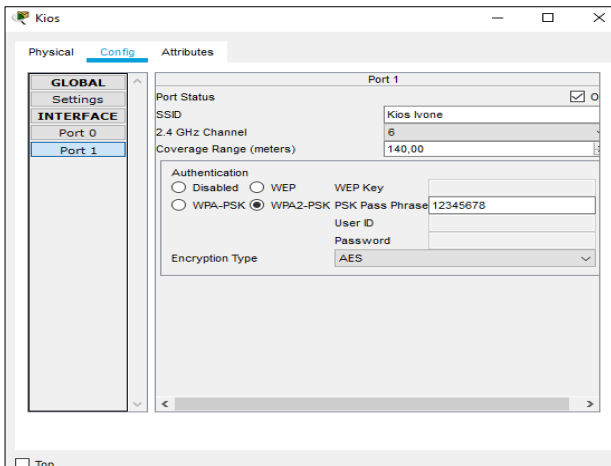 Kios
Physical Config Attributes
GLOBAL
Settings
INTERFACE
Port 0
Port 1
Port 1
Port Status O
SSID Kios Ivone
2.4 GHz Channel 6
Coverage Range (meters) 140,00
Authentication
Disabled WEP WEP Key
WPA-PSK WPA2-PSK PSK Pass Phrase 12345678
User ID
Password
Encryption Type AES
Top